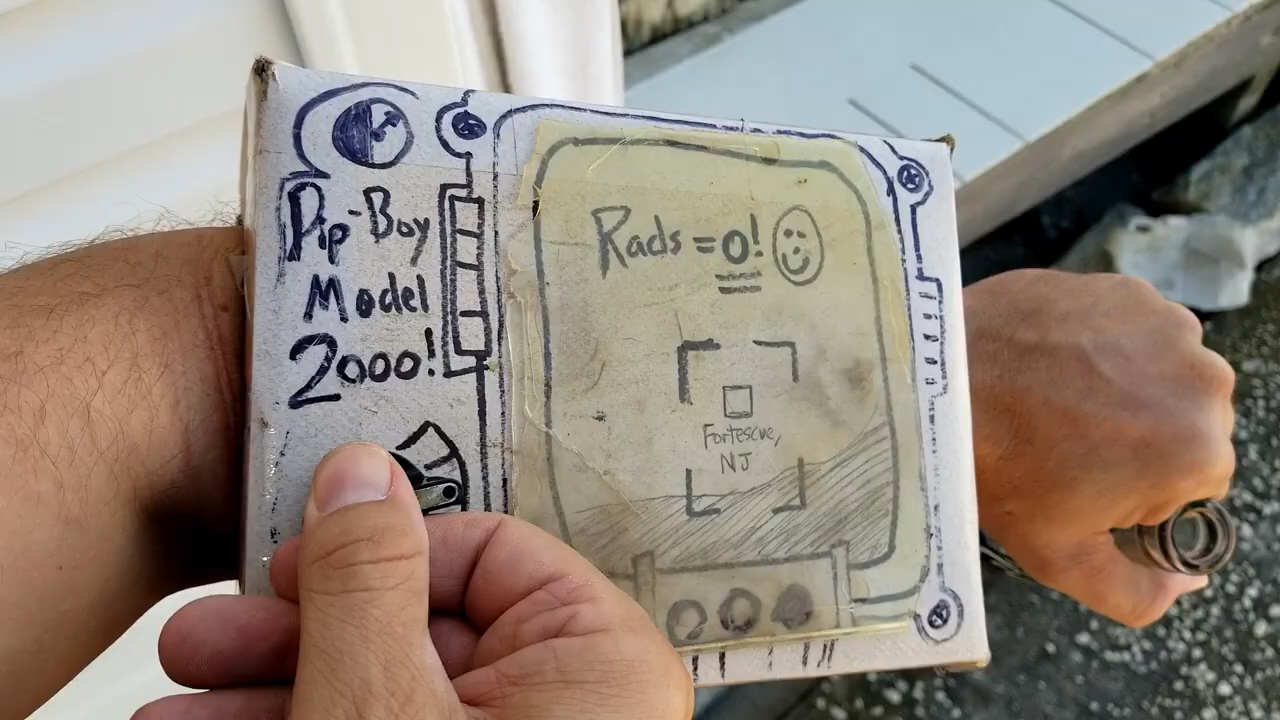 Pip-Boy
Model
2000!
Rads = 0!
Fortescue,
NJ